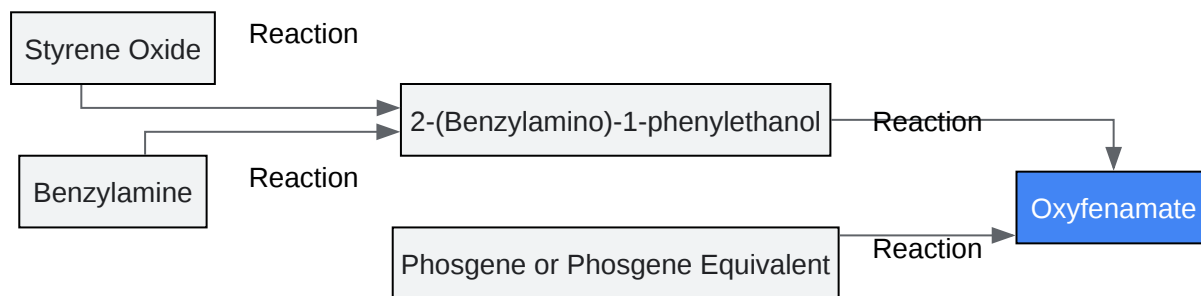 Styrene Oxide
Reaction
2-(Benzylamino)-1-phenylethanol
Reaction
Benzylamine
Reaction
Oxyfenamate
Phosgene or Phosgene Equivalent
Reaction